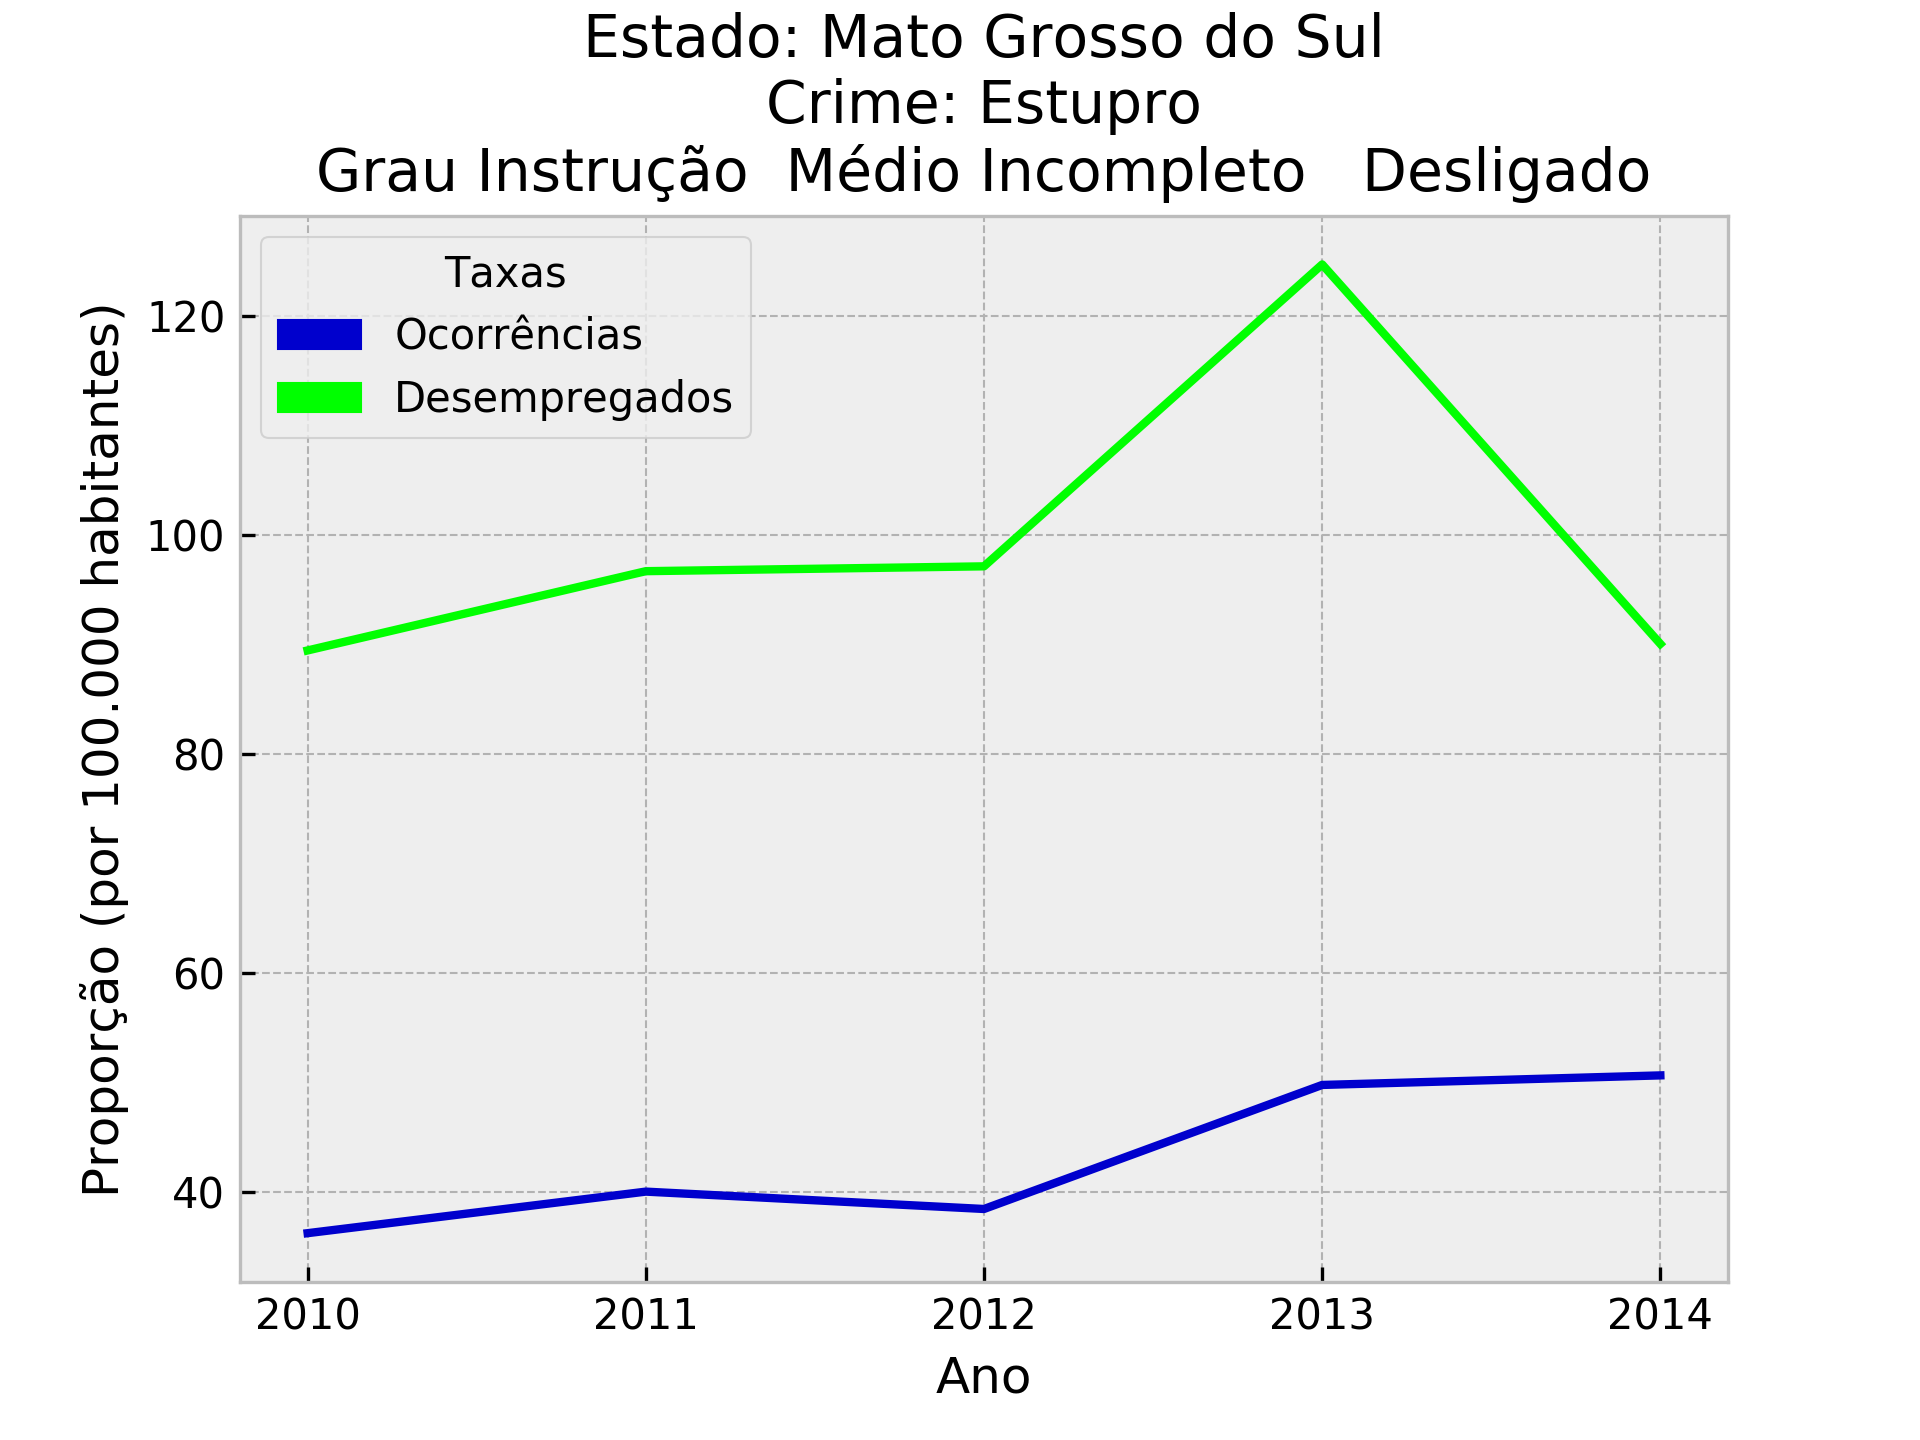 Estado: Mato Grosso do Sul
Crime: Estupro
Grau Instrução  Médio Incompleto   Desligado
Taxas
Ocorrências
Desempregados
Proporção (por 100.000 habitantes)
120
100
80
60
40
2010 2011 2012 2013 2014
Ano